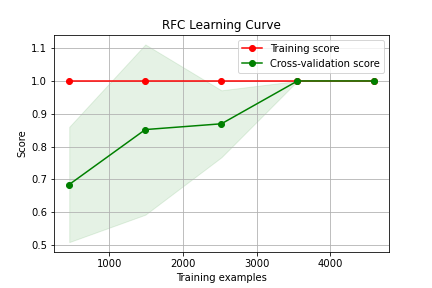 RFC Learning Curve
Training score
Cross-validation score
1.1
1.0
0.9
0.8
0.7
0.6
0.5
Score
1000
2000
3000
4000
Training examples